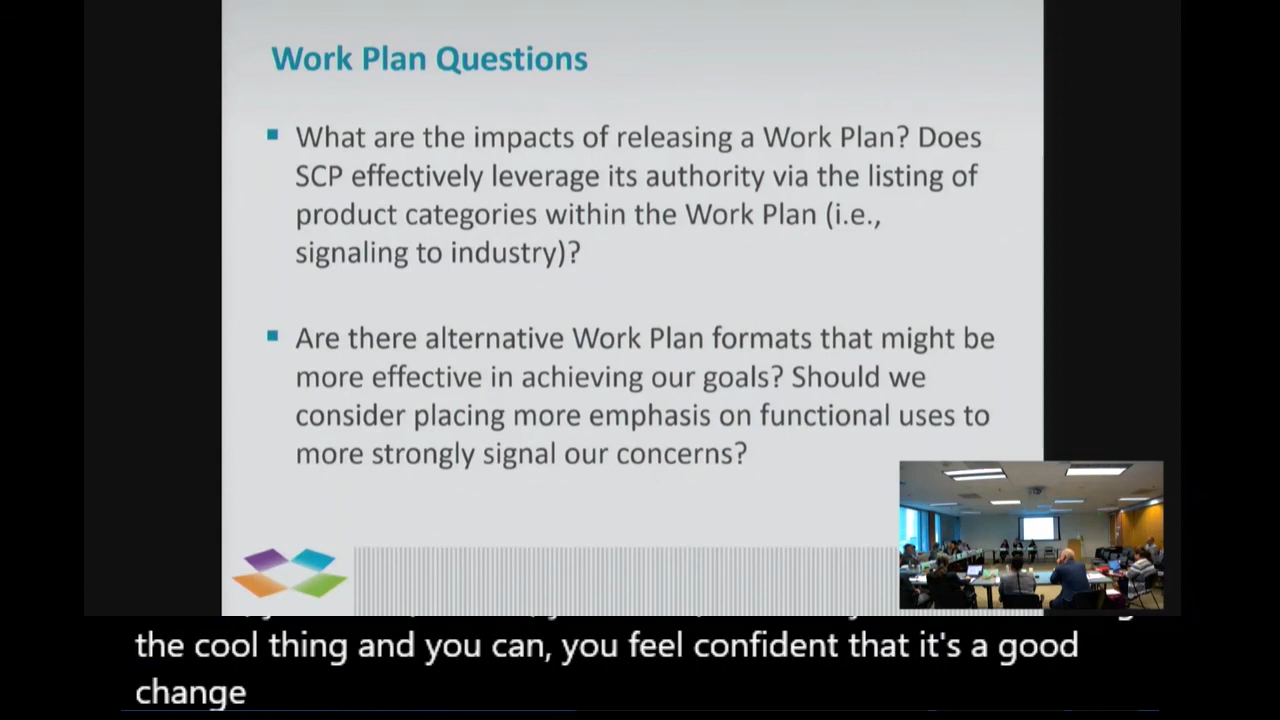 Work Plan Questions
What are the impacts of releasing a Work Plan? Does
SCP effectively leverage its authority via the listing of
product categories within the Work Plan (i.e.,
signaling to industry)?
Are there alternative Work Plan formats that might be
more effective in achieving our goals? Should we
consider placing more emphasis on functional uses to
more strongly signal our concerns?
the cool thing and you can, you feel confident that it's a good
change